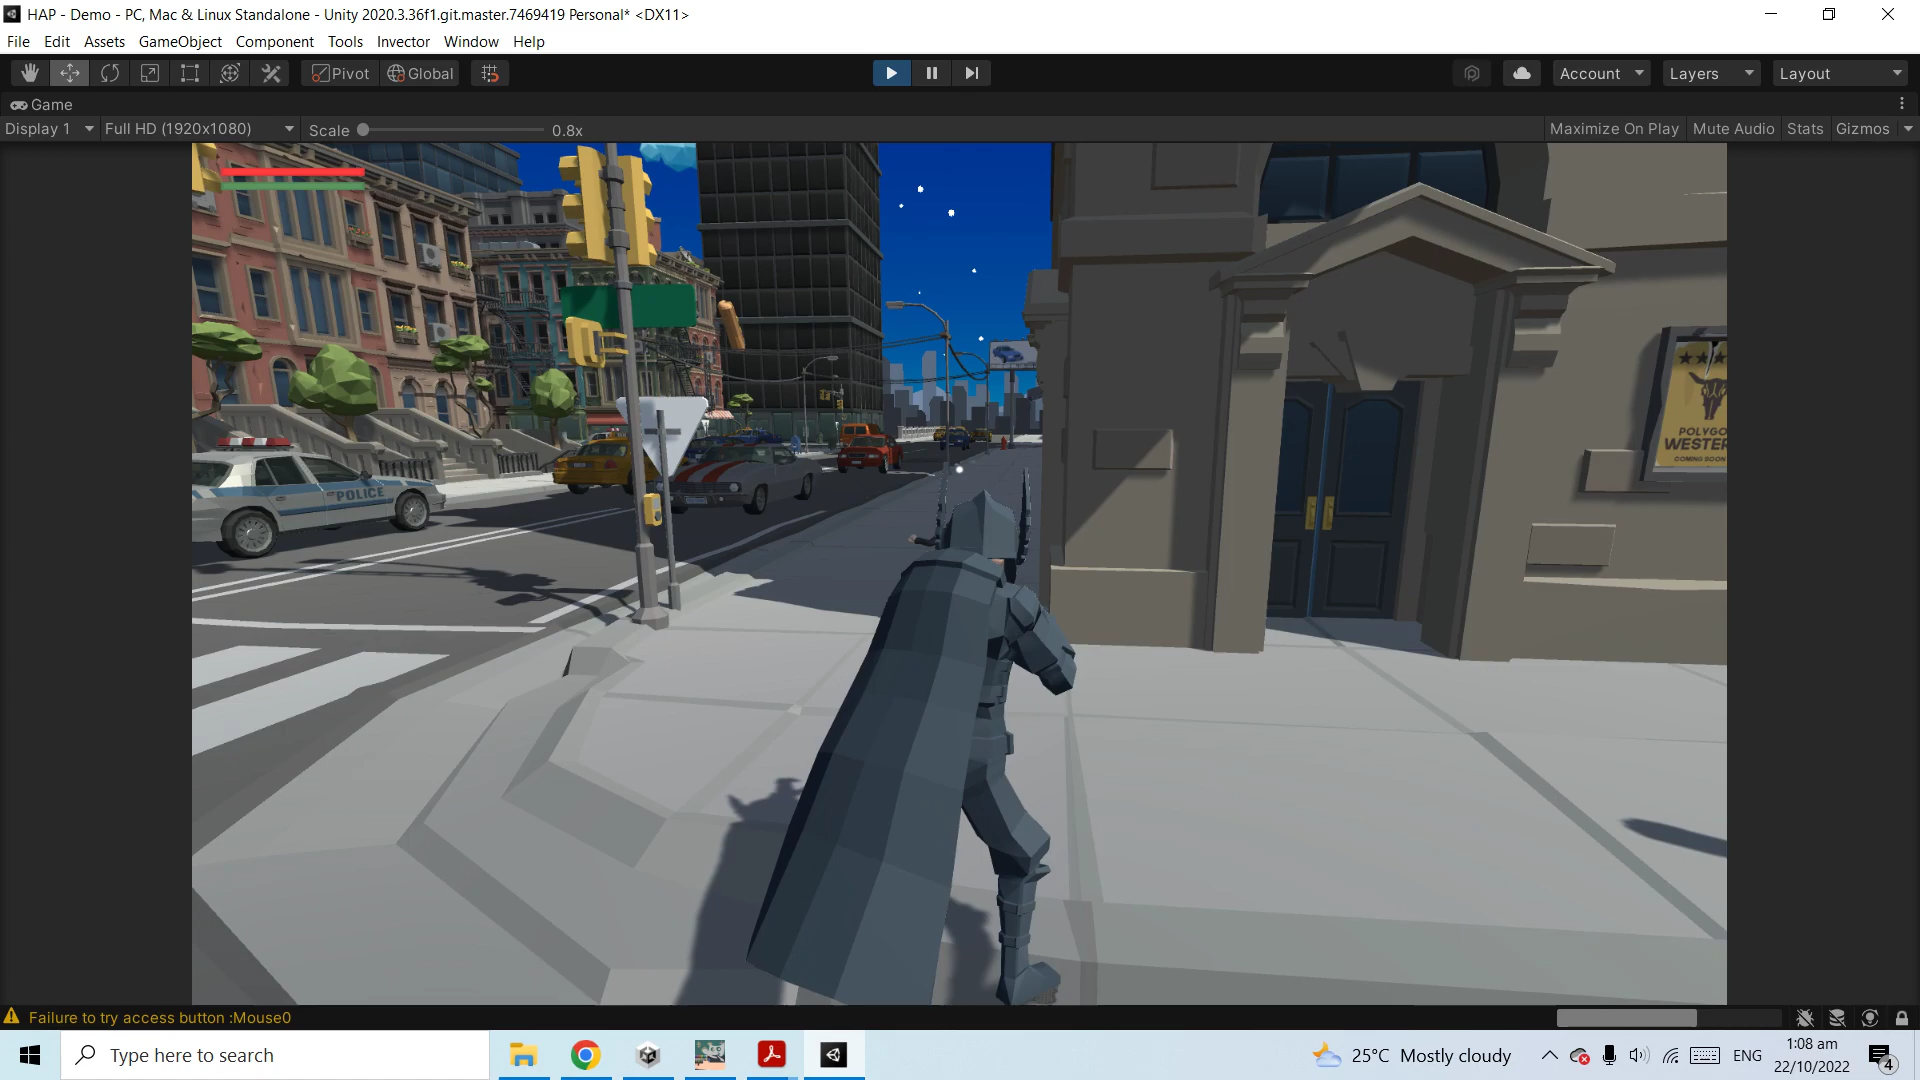 HAP - Demo - PC, Mac & Linux Standalone - Unity 2020.3.36f1.git.master.7469419 Personal* <DX11>
File Edit Assets GameObject Component Tools Invector Window Help
Pivot Global Account Layers Layout
Game
Display 1 Full HD (1920x1080) Scale 0.8x Maximize On Play Mute Audio Stats Gizmos
POLICE
POLYGO
WESTER
COMING SOON
Failure to try access button :Mouse0
Type here to search
25°C Mostly cloudy
ENG
1:08 am
22/10/2022
4